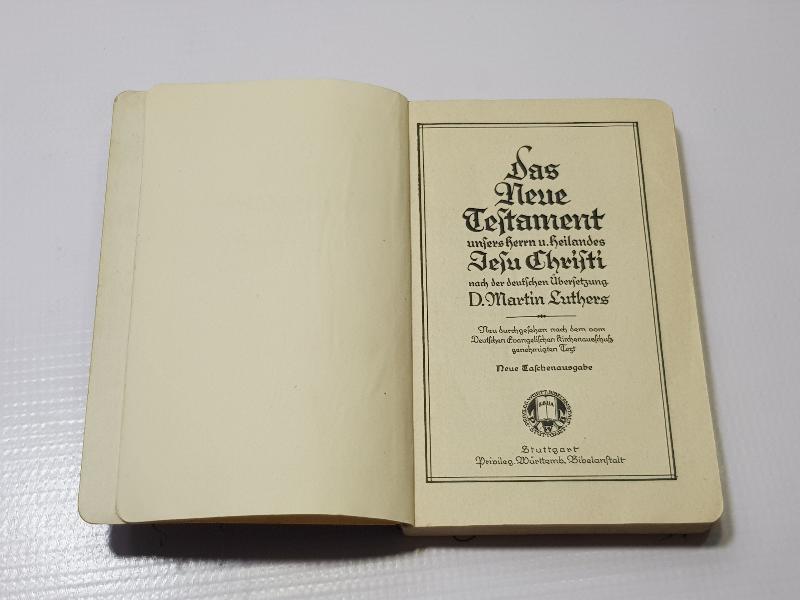 Das
Neue
Testament
unsers Herrn u. Heilandes
Jesu Christi
nach der deutschen Übersetzung
D. Martin Luthers
Neu durchgesehen nach dem vom
Deutschen Evangelischen Kirchenausschuß
genehmigten Text
Neue Taschenausgabe
BIBLIA
Stuttgart
Privileg. Württemb. Bibelanstalt